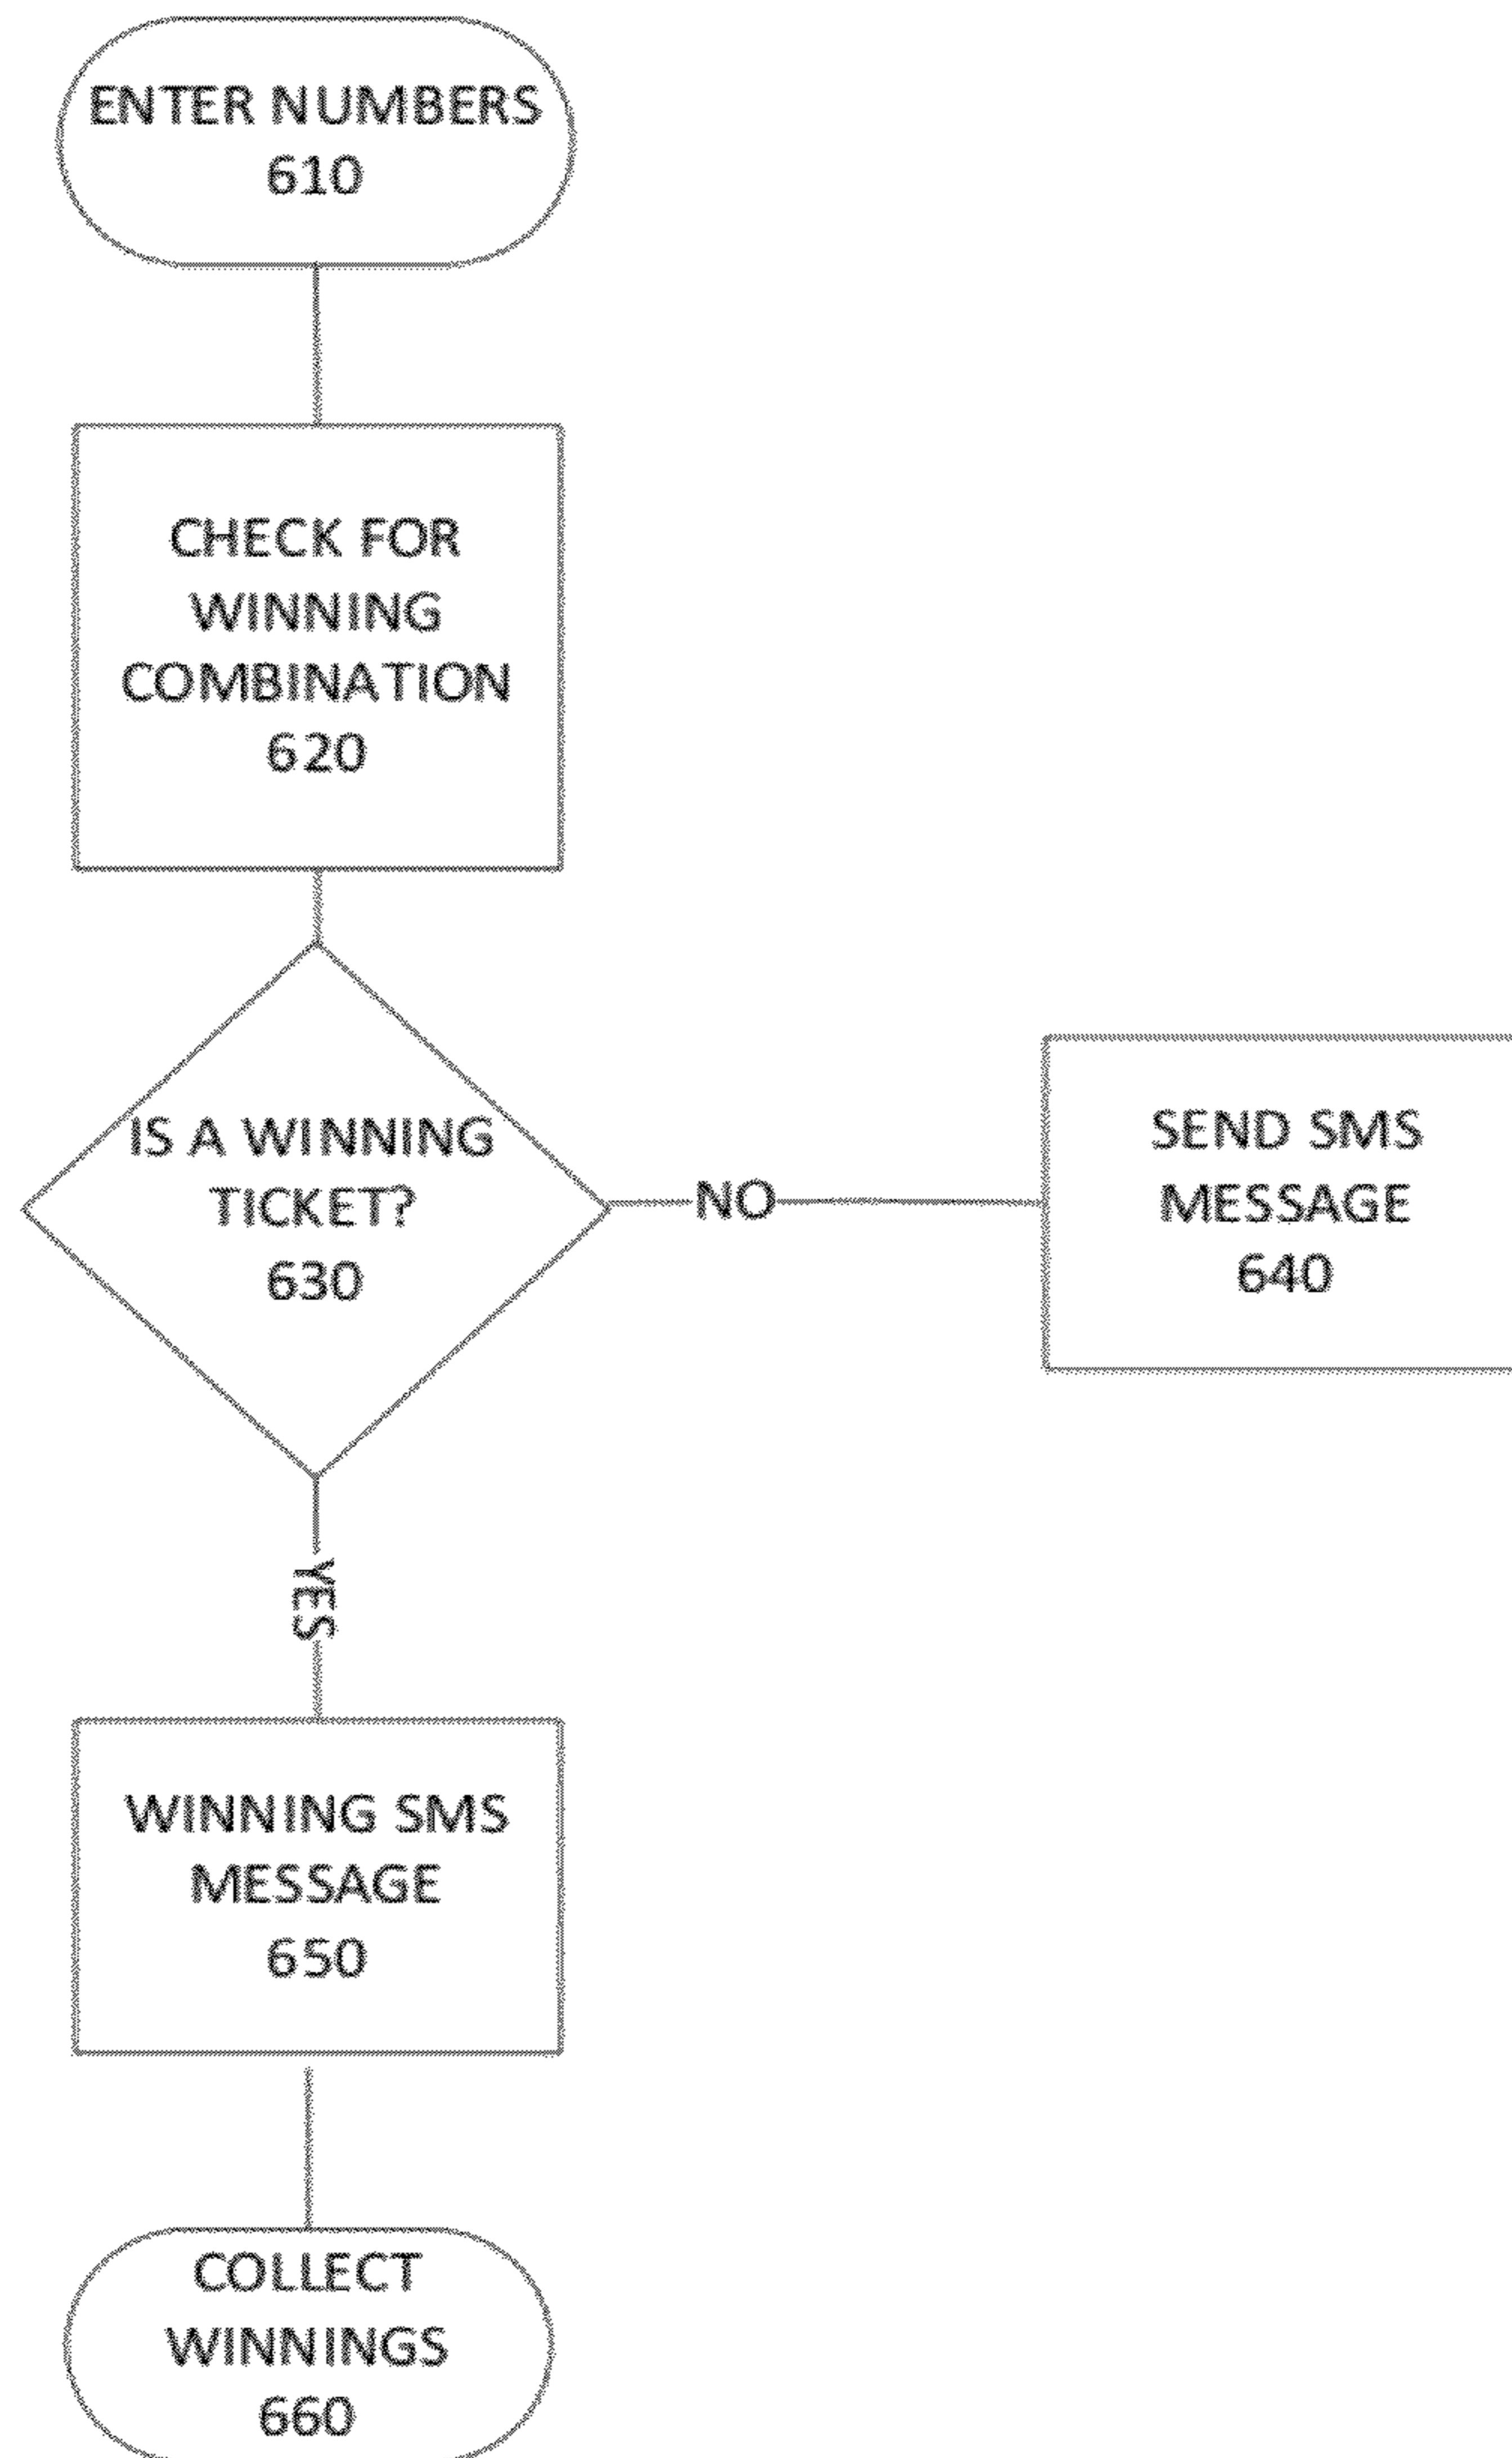 ENTER NUMBERS
610
CHECK FOR
WINNING
COMBINATION
620
IS A WINNING
TICKET?
630
NO
SEND SMS
MESSAGE
640
YES
WINNING SMS
MESSAGE
650
COLLECT
WINNINGS
660